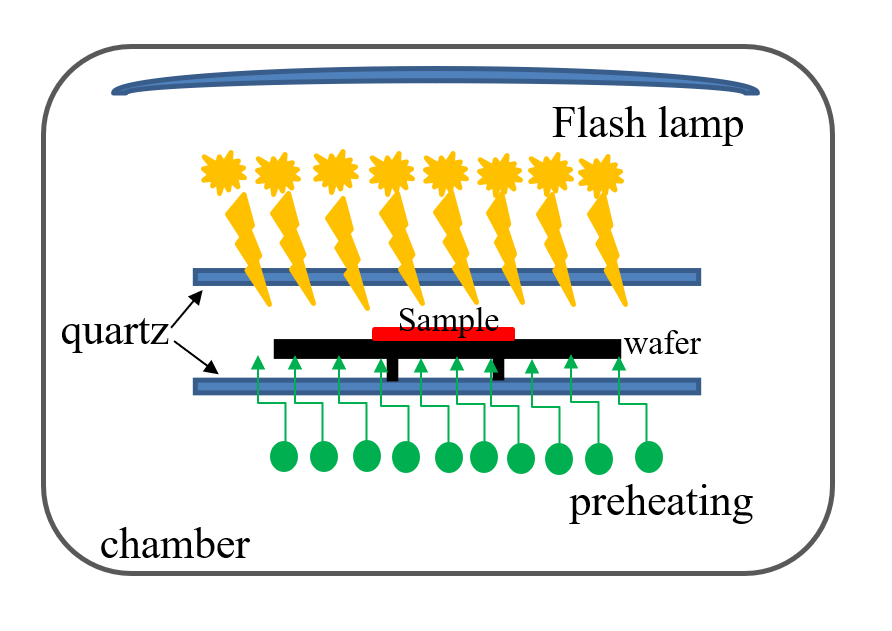 Flash lamp
Sample
quartz
wafer
preheating
chamber